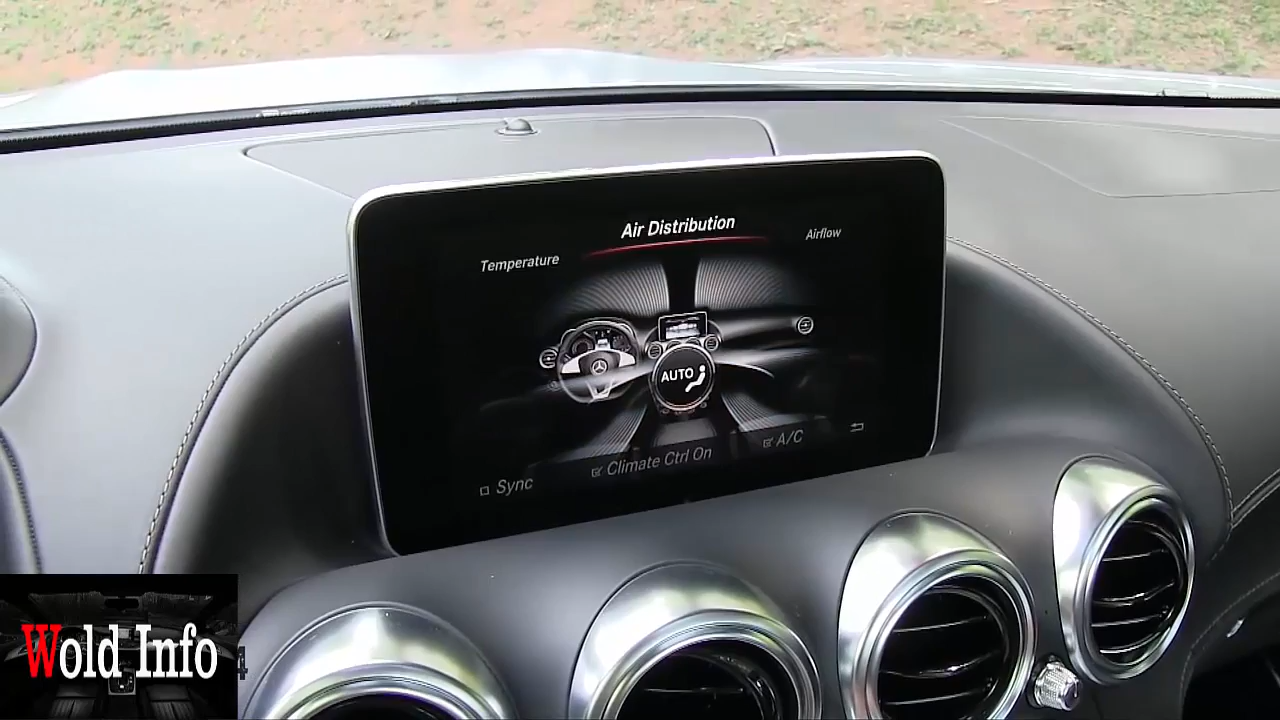 Air Distribution
Airflow
Temperature
AUTO
A/C
Climate Ctrl On
Sync
Wold Info